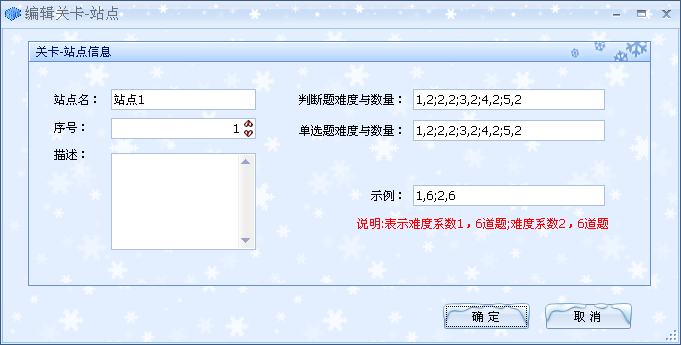 编辑关卡-站点
关卡-站点信息
站点名： 站点1
判断题难度与数量： 1,2;2,2;3,2;4,2;5,2
序号： 1
单选题难度与数量： 1,2;2,2;3,2;4,2;5,2
描述：
示例： 1,6;2,6
说明:表示难度系数1，6道题;难度系数2，6道题
确定 取消